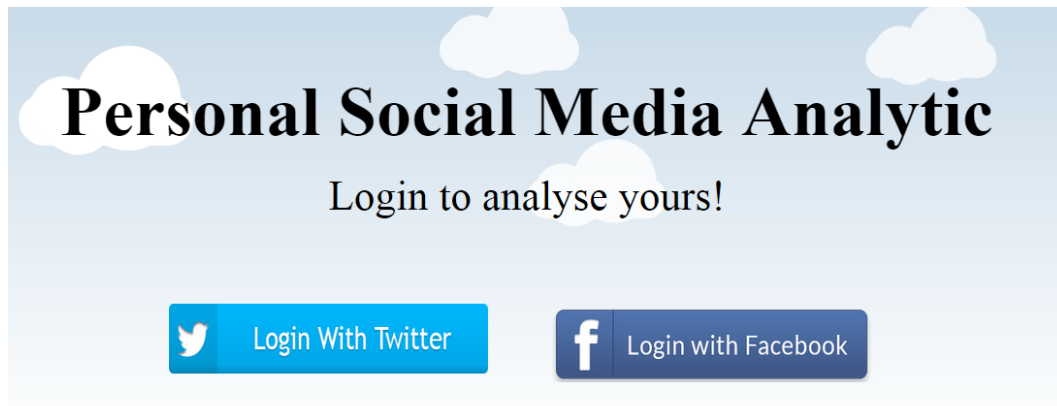 Personal Social Media Analytic
Login to analyse yours!
Login With Twitter
Login with Facebook